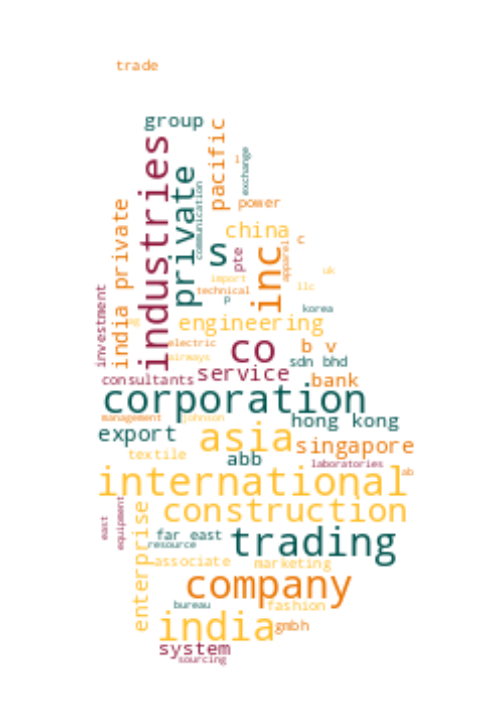 trade
group
industries
private
pacific
communication
exchange
i
power
india private
china
s
inc
c
pte
apparel
uk
import
technical
p
llc
investment
korea
engineering
electric
airways
co
b v
sdn bhd
service
consultants
bank
corporation
management
johnson
hong kong
export
asia
singapore
textile
abb
laboratories
ab
international
construction
east
equipment
enterprise
far east
resource
trading
associate
marketing
company
bureau
fashion
india
gmbh
system
sourcing